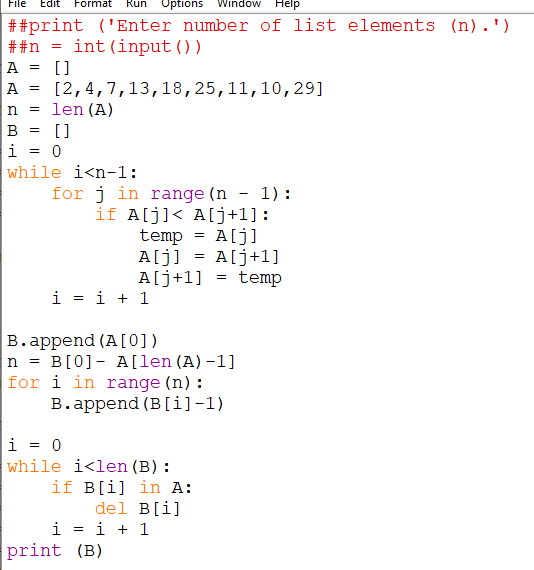 File Edit Format Run Options Window Help
##print ('Enter number of list elements (n).')
##n = int(input())
A = []
A = [2,4,7,13,18,25,11,10,29]
n = len(A)
B = []
i = 0
while i<n-1:
    for j in range(n - 1):
        if A[j]< A[j+1]:
            temp = A[j]
            A[j] = A[j+1]
            A[j+1] = temp
    i = i + 1

B.append(A[0])
n = B[0]- A[len(A)-1]
for i in range(n):
    B.append(B[i]-1)

i = 0
while i<len(B):
    if B[i] in A:
        del B[i]
    i = i + 1
print (B)